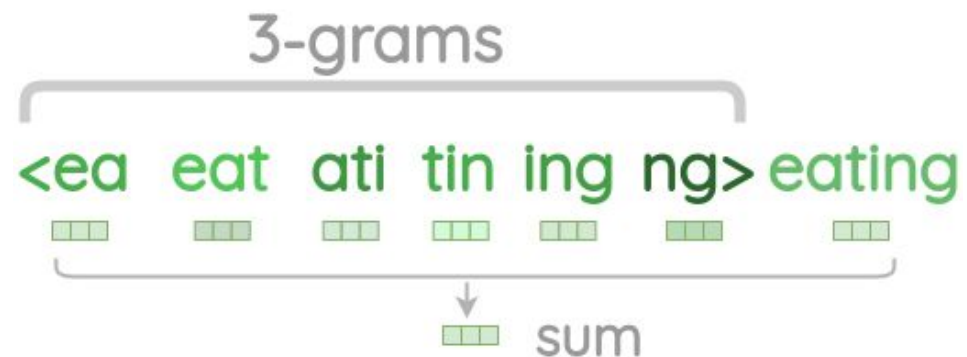 3-grams
<ea eat ati tin ing ng> eating
sum